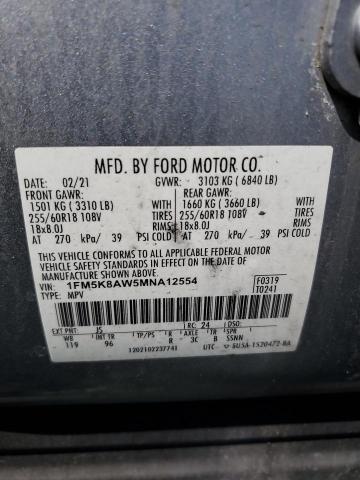 MFD. BY FORD MOTOR CO.
DATE: 02/21 GVWR: 3103 KG ( 6840 LB)
FRONT GAWR: REAR GAWR:
1501 KG ( 3310 LB) WITH 1660 KG ( 3660 LB) WITH
255/60R18 108V TIRES 255/60R18 108V TIRES
18x8.0J RIMS 18x8.0J RIMS
AT 270 kPa/ 39 PSI COLD AT 270 kPa/ 39 PSI COLD
THIS VEHICLE CONFORMS TO ALL APPLICABLE FEDERAL MOTOR
VEHICLE SAFETY STANDARDS IN EFFECT ON THE DATE OF
MANUFACTURE SHOWN ABOVE.
VIN: 1FM5K8AW5MNA12554 F0319
TYPE: MPV T0241
EXT PNT: J5 RC: 24 DSO:
WB INT TR TP/PS R AXLE TR SPR
119 96 R 3C B SSNN
1202102237741 UTC